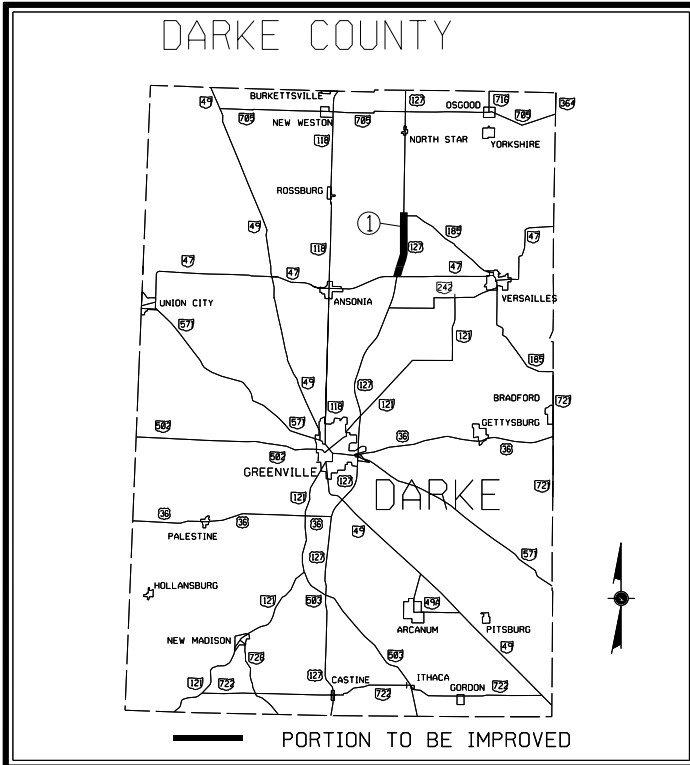 DARKE COUNTY
BURKETTSVILLE
49
127
OSGOOD
716
364
705
NEW WESTON
705
705
118
NORTH STAR
YORKSHIRE
ROSSBURG
1
49
118
127
185
47
47
47
47
242
ANSONIA
VERSAILLES
UNION CITY
571
121
127
185
49
BRADFORD
118
121
721
571
GETTYSBURG
502
36
36
502
GREENVILLE
127
721
DARKE
121
36
36
36
49
PALESTINE
127
571
HOLLANSBURG
121
503
49A
ARCANUM
PITSBURG
NEW MADISON
726
503
49
121
722
127
CASTINE
722
ITHACA
GORDON
722
PORTION TO BE IMPROVED